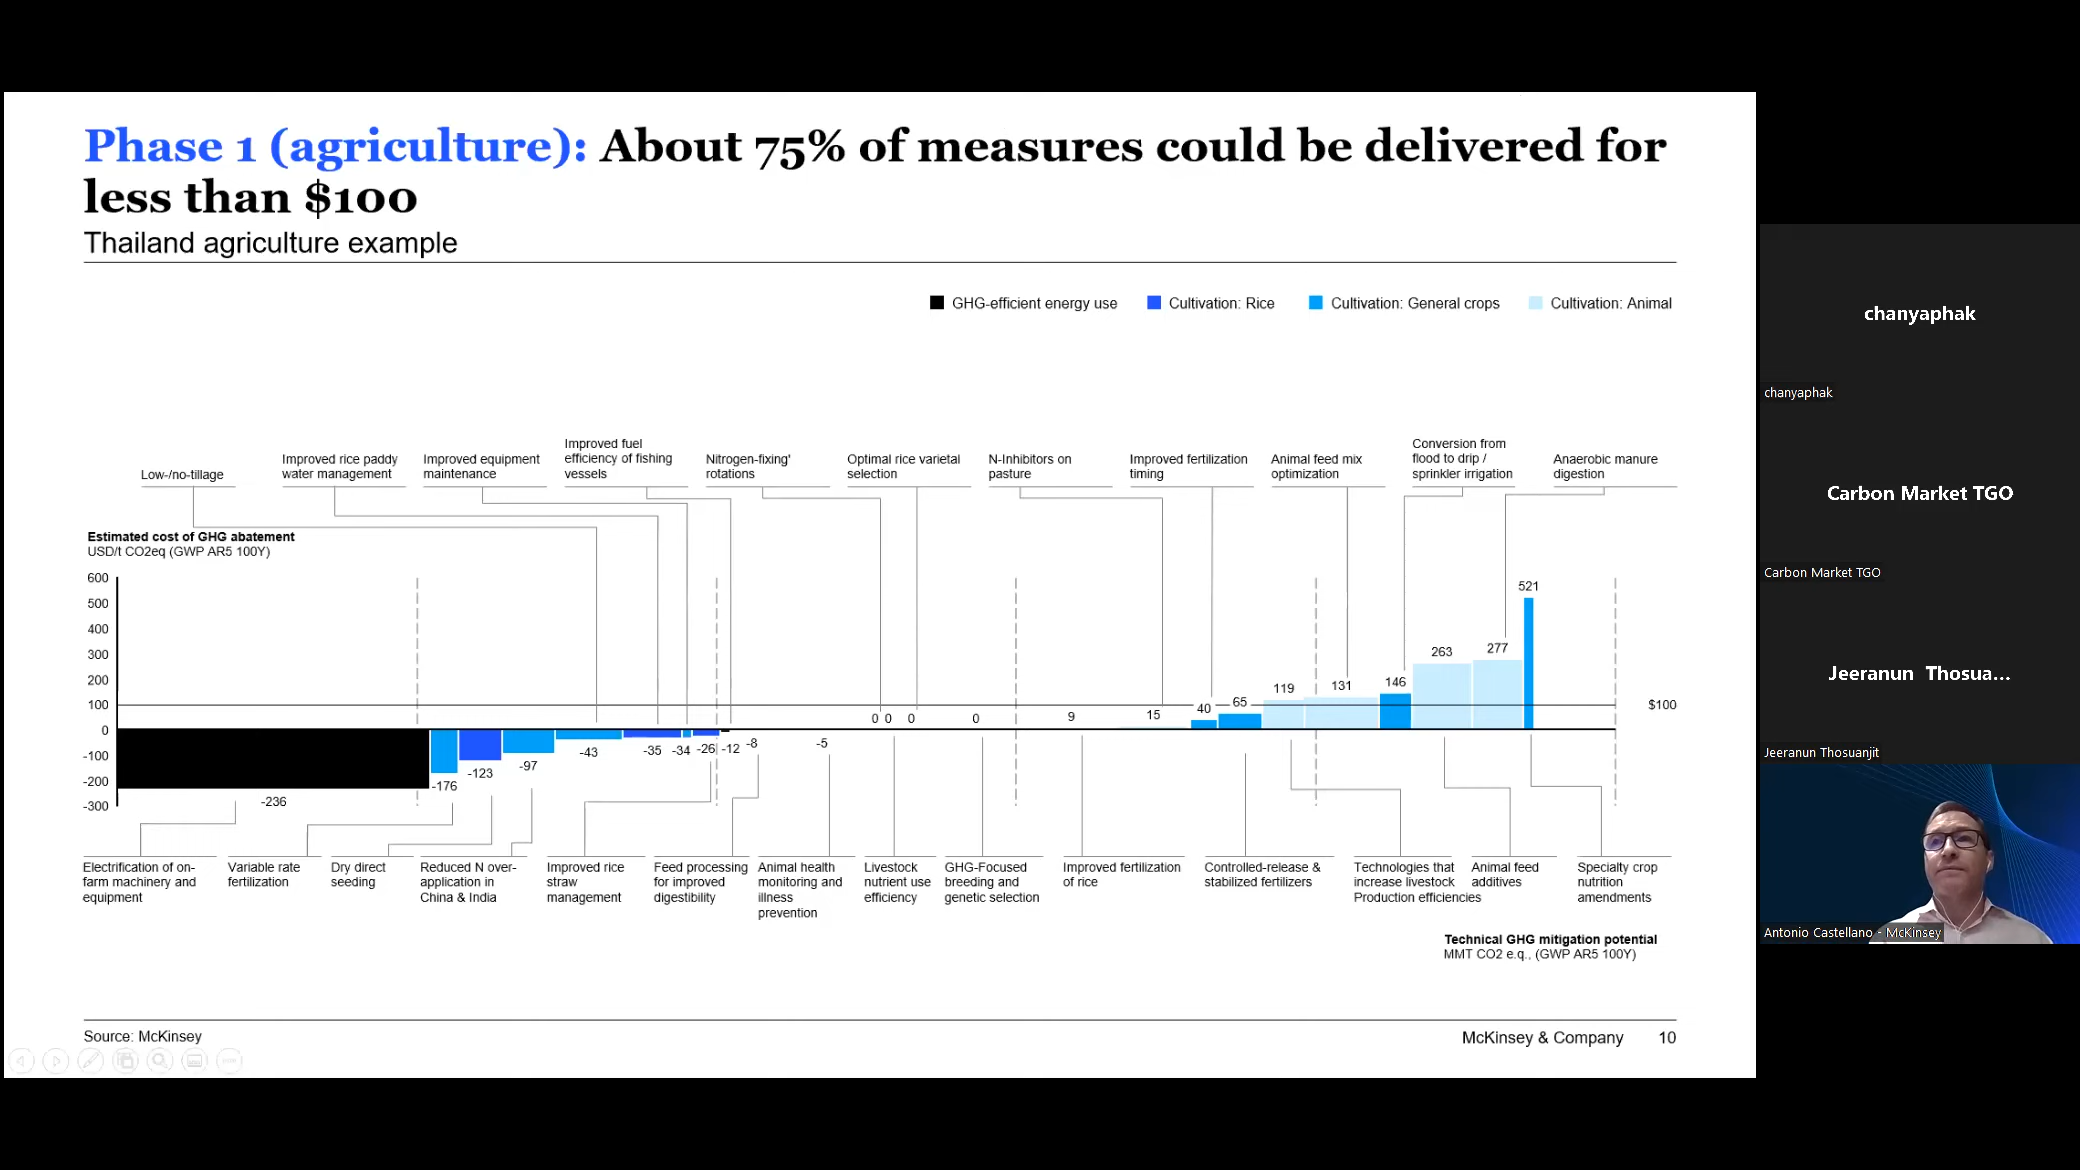 Phase 1 (agriculture): About 75% of measures could be delivered for
less than $100
Thailand agriculture example
GHG-efficient energy use
Cultivation: Rice
Cultivation: General crops
Cultivation: Animal
Low-/no-tillage
Improved rice paddy
water management
Improved equipment
maintenance
Improved fuel
efficiency of fishing
vessels
Nitrogen-fixing'
rotations
Optimal rice varietal
selection
N-Inhibitors on
pasture
Improved fertilization
timing
Animal feed mix
optimization
Conversion from
flood to drip /
sprinkler irrigation
Anaerobic manure
digestion
Estimated cost of GHG abatement
USD/t CO2eq (GWP AR5 100Y)
600
500
400
300
200
100
0
-100
-200
-300
-236
-176
-123
-97
-43
-35
-34
-26
-12
-8
-5
0
0
0
0
9
15
40
65
119
131
146
263
277
521
$100
Electrification of on-
farm machinery and
equipment
Variable rate
fertilization
Dry direct
seeding
Reduced N over-
application in
China & India
Improved rice
straw
management
Feed processing
for improved
digestibility
Animal health
monitoring and
illness
prevention
Livestock
nutrient use
efficiency
GHG-Focused
breeding and
genetic selection
Improved fertilization
of rice
Controlled-release &
stabilized fertilizers
Technologies that
increase livestock
Production efficiencies
Animal feed
additives
Specialty crop
nutrition
amendments
Technical GHG mitigation potential
MMT CO2 e.q., (GWP AR5 100Y)
Source: McKinsey
McKinsey & Company
10
chanyaphak
chanyaphak
Carbon Market TGO
Carbon Market TGO
Jeeranun Thosua...
Jeeranun Thosuanjit
Antonio Castellano - McKinsey